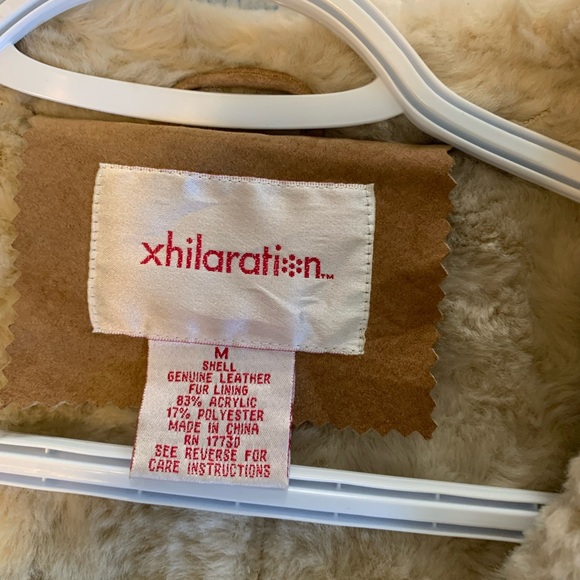 xhilaration™
M
SHELL
GENUINE LEATHER
FUR LINING
83% ACRYLIC
17% POLYESTER
MADE IN CHINA
RN 17730
SEE REVERSE FOR
CARE INSTRUCTIONS